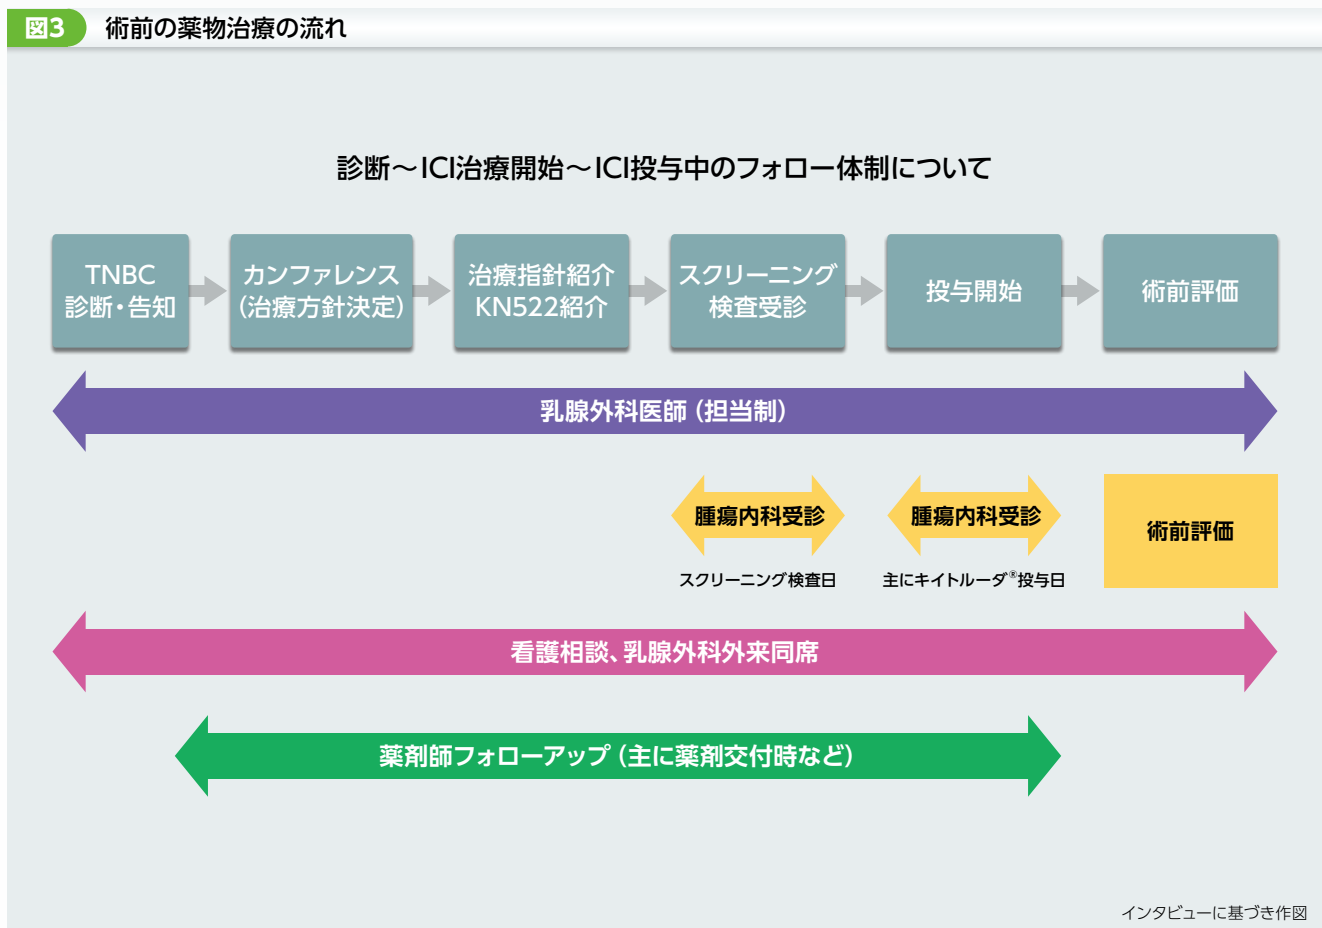 図3 術前の薬物治療の流れ
診断～ICI治療開始～ICI投与中のフォロー体制について
TNBC
診断・告知
カンファレンス
（治療方針決定）
治療指針紹介
KN522紹介
スクリーニング
検査受診
投与開始
術前評価
乳腺外科医師（担当制）
腫瘍内科受診
スクリーニング検査日
腫瘍内科受診
主にキイトルーダ®投与日
術前評価
看護相談、乳腺外科外来同席
薬剤師フォローアップ（主に薬剤交付時など）
インタビューに基づき作図